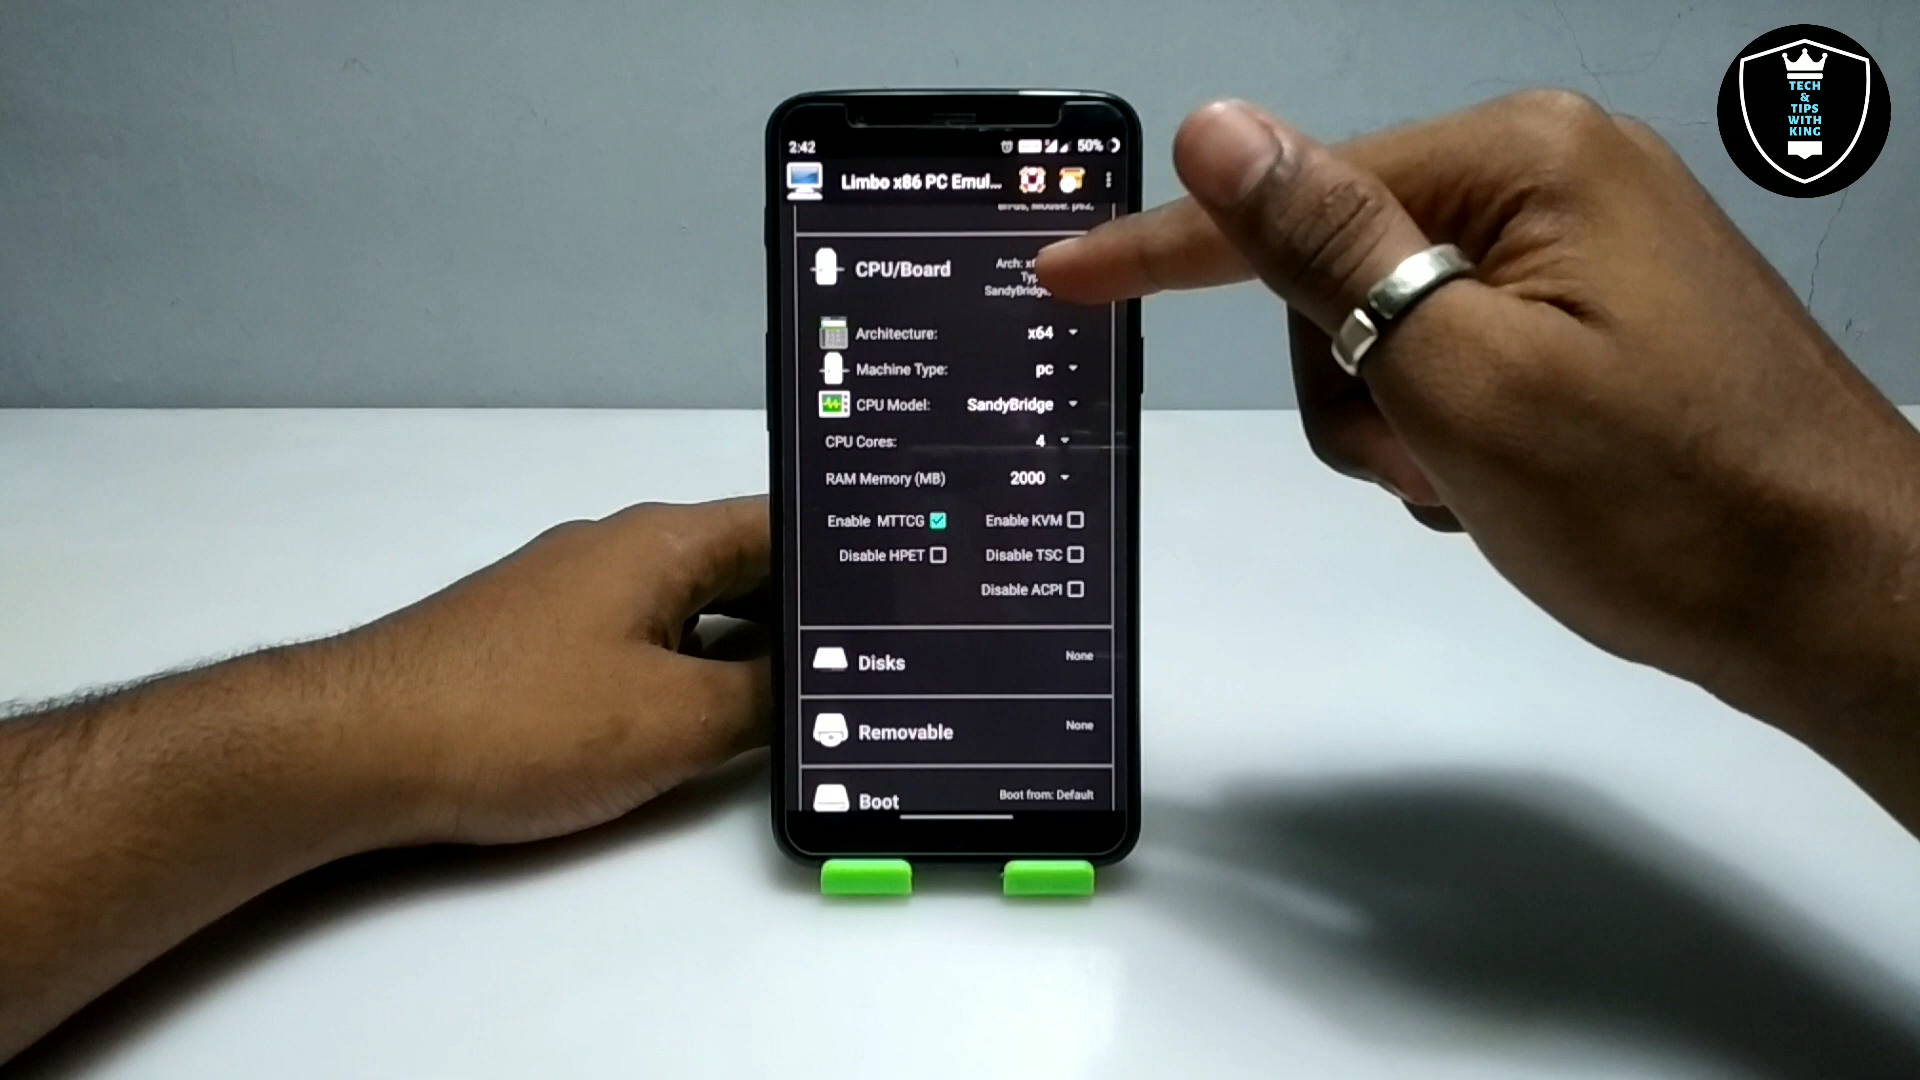 TECH
&
TIPS
WITH
KING
2:42
50%
Limbo x86 PC Emul...
CPU/Board
Arch:
SandyBridge,
Architecture: x64
Machine Type: pc
CPU Model: SandyBridge
CPU Cores: 4
RAM Memory (MB) 2000
Enable MTTCG Enable KVM
Disable HPET Disable TSC
Disable ACPI
Disks None
Removable None
Boot Boot from: Default